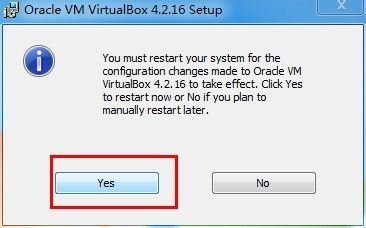 Oracle VM VirtualBox 4.2.16 Setup
You must restart your system for the
configuration changes made to Oracle VM
VirtualBox 4.2.16 to take effect. Click Yes
to restart now or No if you plan to
manually restart later.
Yes
No